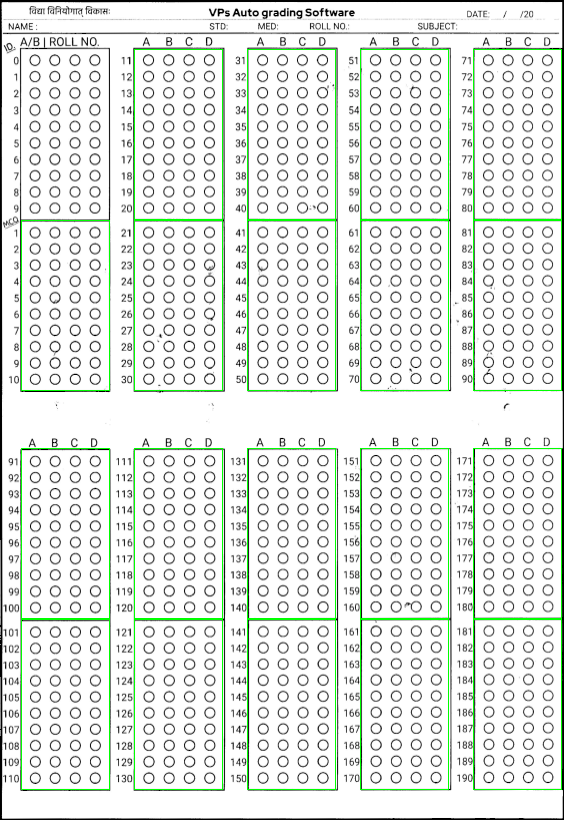 विद्या विनियोगात् विकासः VPs Auto grading Software DATE: / /20
NAME : STD: MED: ROLL NO.: SUBJECT:
ID. A/B | ROLL NO. A B C D A B C D A B C D A B C D
0 11 31 51 71
1 12 32 52 72
2 13 33 53 73
3 14 34 54 74
4 15 35 55 75
5 16 36 56 76
6 17 37 57 77
7 18 38 58 78
8 19 39 59 79
9 20 40 60 80
MCQ
1 21 41 61 81
2 22 42 62 82
3 23 43 63 83
4 24 44 64 84
5 25 45 65 85
6 26 46 66 86
7 27 47 67 87
8 28 48 68 88
9 29 49 69 89
10 30 50 70 90
A B C D A B C D A B C D A B C D A B C D
91 111 131 151 171
92 112 132 152 172
93 113 133 153 173
94 114 134 154 174
95 115 135 155 175
96 116 136 156 176
97 117 137 157 177
98 118 138 158 178
99 119 139 159 179
100 120 140 160 180
101 121 141 161 181
102 122 142 162 182
103 123 143 163 183
104 124 144 164 184
105 125 145 165 185
106 126 146 166 186
107 127 147 167 187
108 128 148 168 188
109 129 149 169 189
110 130 150 170 190